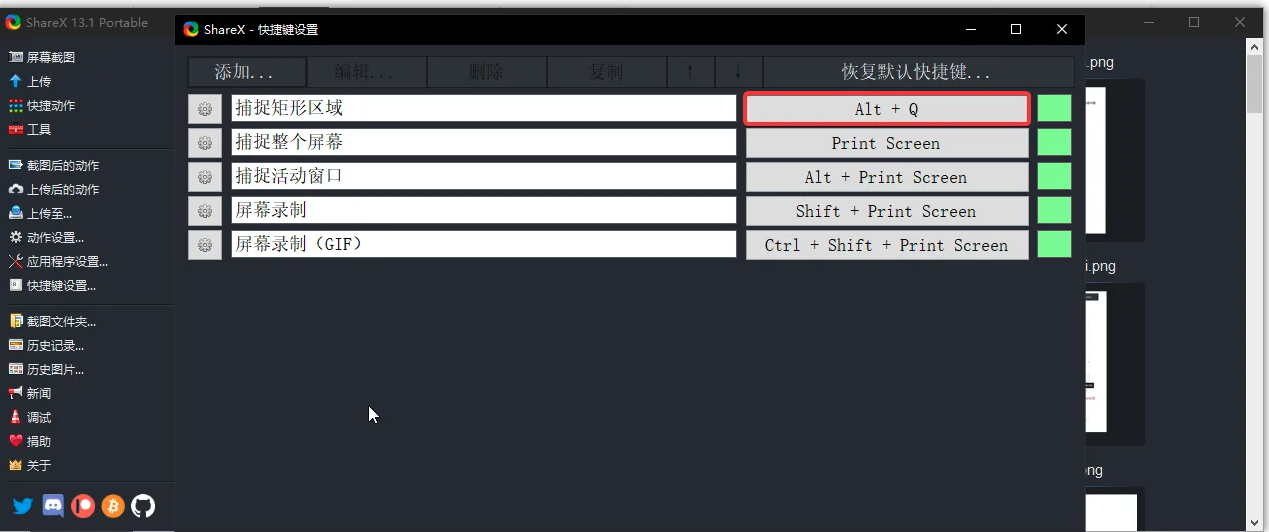 ShareX 13.1 Portable
屏幕截图
上传
快捷动作
工具
截图后的动作
上传后的动作
上传至...
动作设置...
应用程序设置...
快捷键设置...
截图文件夹...
历史记录...
历史图片...
新闻
调试
捐助
关于
ShareX - 快捷键设置
添加... 编辑... 删除 复制 ↑ ↓ 恢复默认快捷键...
捕捉矩形区域 Alt + Q
捕捉整个屏幕 Print Screen
捕捉活动窗口 Alt + Print Screen
屏幕录制 Shift + Print Screen
屏幕录制（GIF） Ctrl + Shift + Print Screen
.png
i.png
png